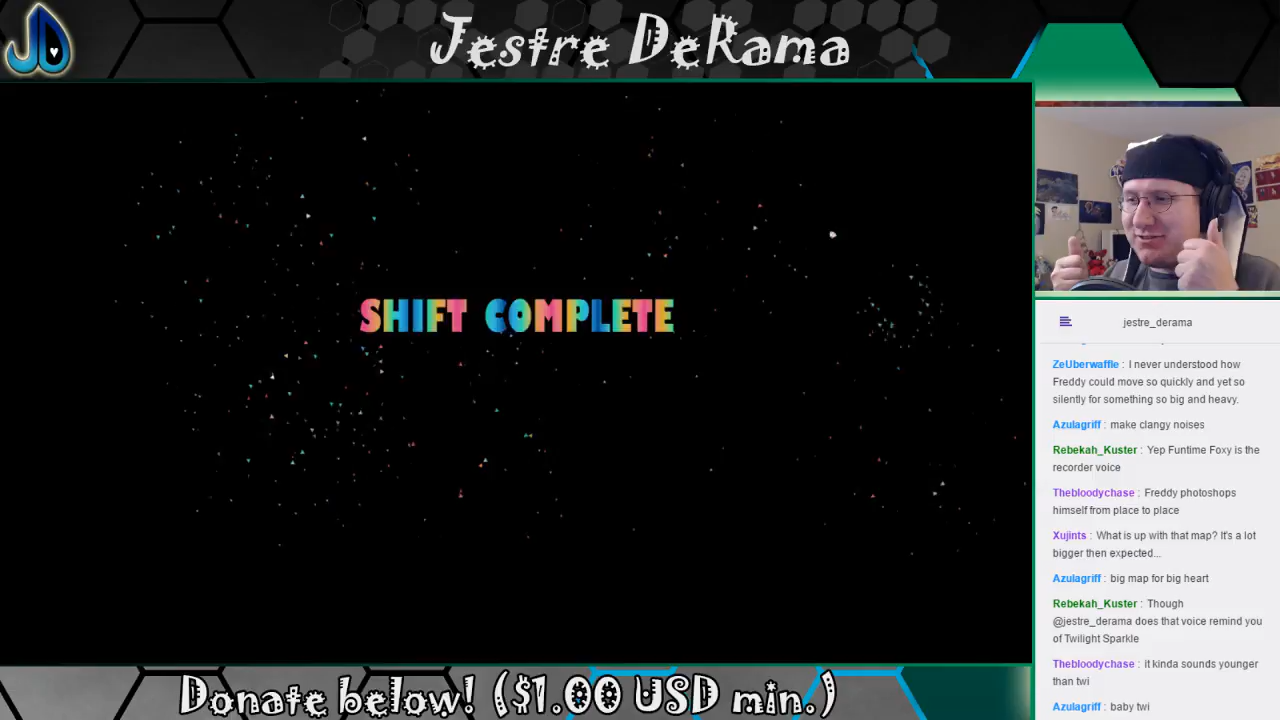 JD
Jestre DeRama
SHIFT COMPLETE
jestre_derama
ZeUberwaffle : I never understood how
Freddy could move so quickly and yet so
silently for something so big and heavy.
Azulagriff : make clangy noises
Rebekah_Kuster : Yep Funtime Foxy is the
recorder voice
Thebloodychase : Freddy photoshops
himself from place to place
Xujints : What is up with that map? It's a lot
bigger then expected...
Azulagriff : big map for big heart
Rebekah_Kuster : Though
@jestre_derama does that voice remind you
of Twilight Sparkle
Thebloodychase : it kinda sounds younger
than twi
Azulagriff : baby twi
Donate below! ($1.00 USD min.)